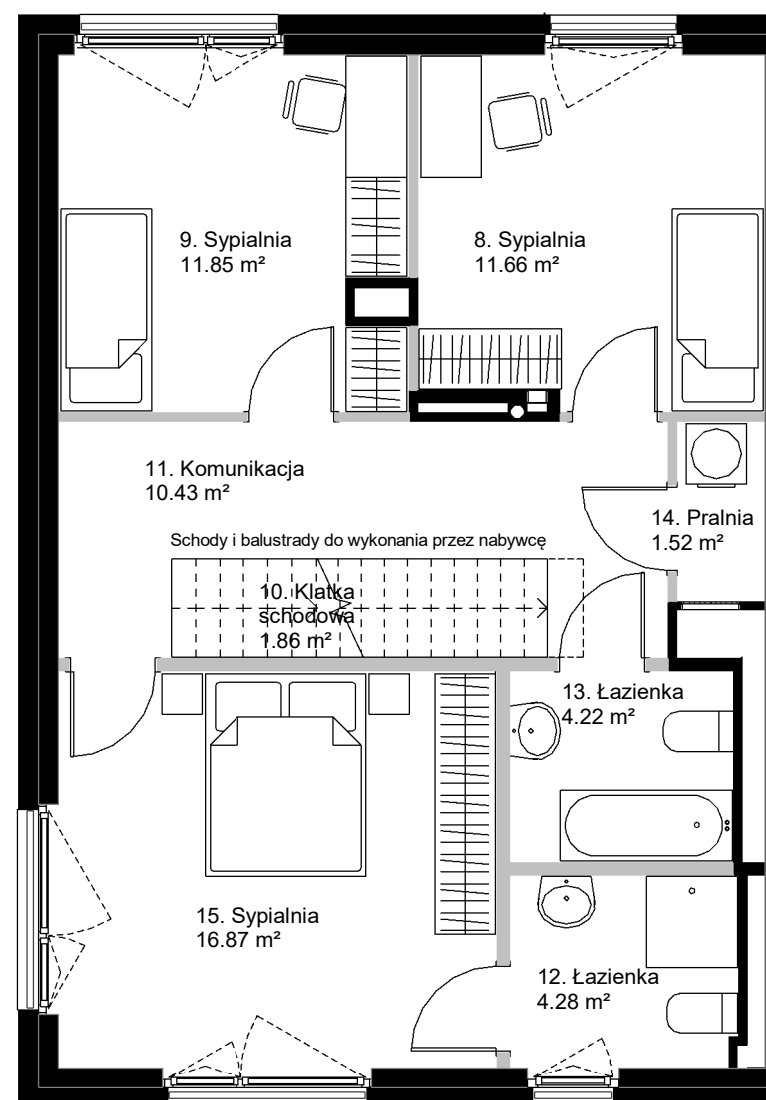 9. Sypialnia
11.85 m²
8. Sypialnia
11.66 m²
11. Komunikacja
10.43 m²
14. Pralnia
1.52 m²
Schody i balustrady do wykonania przez nabywcę
10. Klatka
schodowa
1.86 m²
13. Łazienka
4.22 m²
15. Sypialnia
16.87 m²
12. Łazienka
4.28 m²